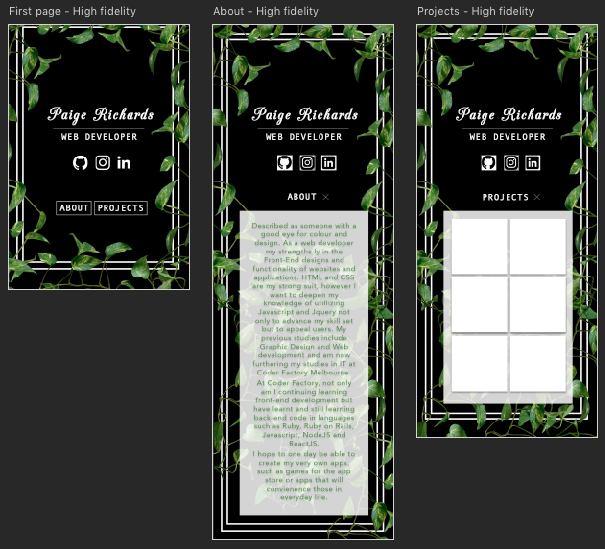 First page - High fidelity
Paige Richards
WEB DEVELOPER
in
ABOUT
PROJECTS
About - High fidelity
Paige Richards
WEB DEVELOPER
in
ABOUT ×
Described as someone with a
good eye for colour and
design. As a web developer
my strengths ly in the
Front-End designs and
functionality of websites and
applications. HTML and CSS
are my strong suit, however I
want to deepen my
knowledge of utilizing
Javascript and Jquery not
only to advance my skill set
but to appeal users. My
previous studies include
Graphic Design and Web
development and am now
furthering my studies in IT at
Coder Factory Melbourne.
At Coder Factory, not only
am I continuing learning
front-end development but
have learnt and still learning
back-end code in languages
such as Ruby, Ruby on Rails,
Javascript, NodeJS and
ReactJS.
I hope to one day be able to
create my very own apps,
such as games for the app
store or apps that will
convienence those in
everyday life.
Projects - High fidelity
Paige Richards
WEB DEVELOPER
in
PROJECTS ×